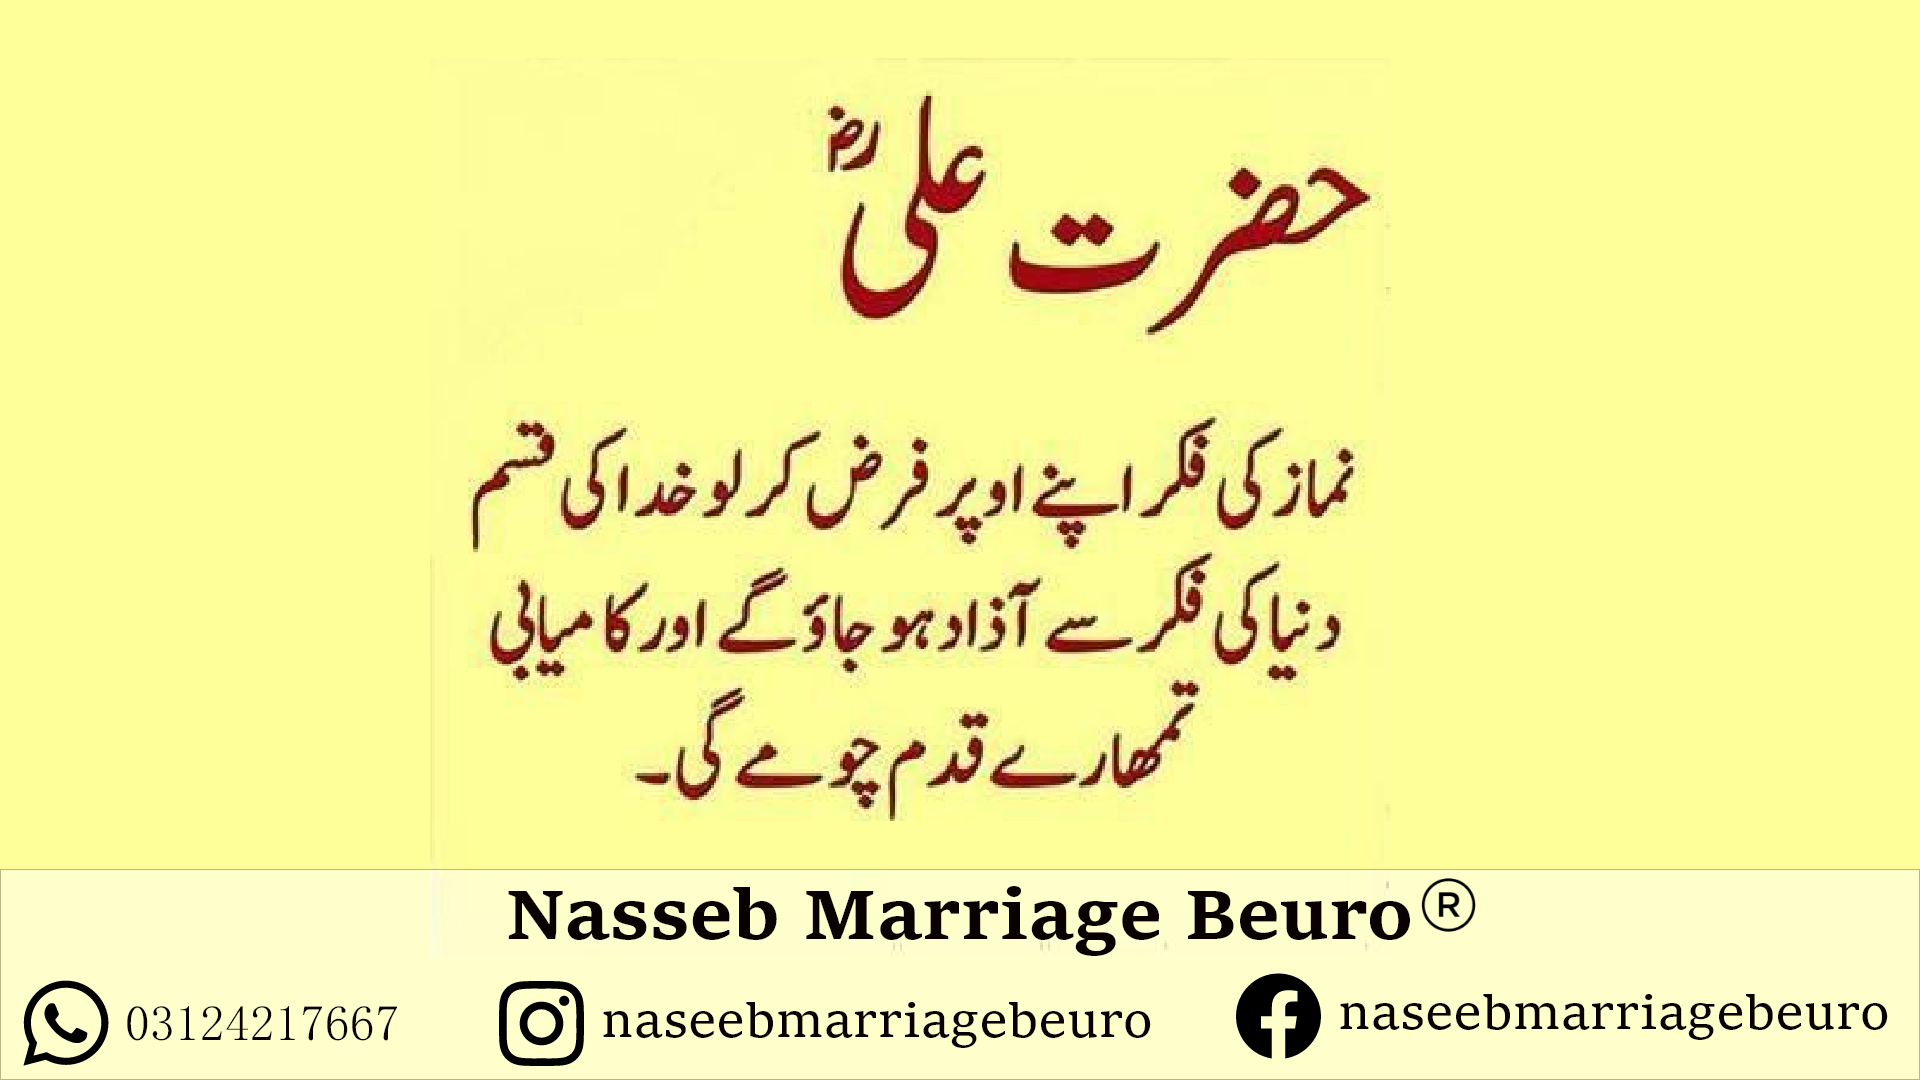 حضرت علیؓ
نماز کی فکر اپنے اوپر فرض کر لو خدا کی قسم
دنیا کی فکر سے آذاد ہو جاؤ گے اور کامیابی
تمھارے قدم چومے گی۔
Nasseb Marriage Beuro®
03124217667
naseebmarriagebeuro
naseebmarriagebeuro